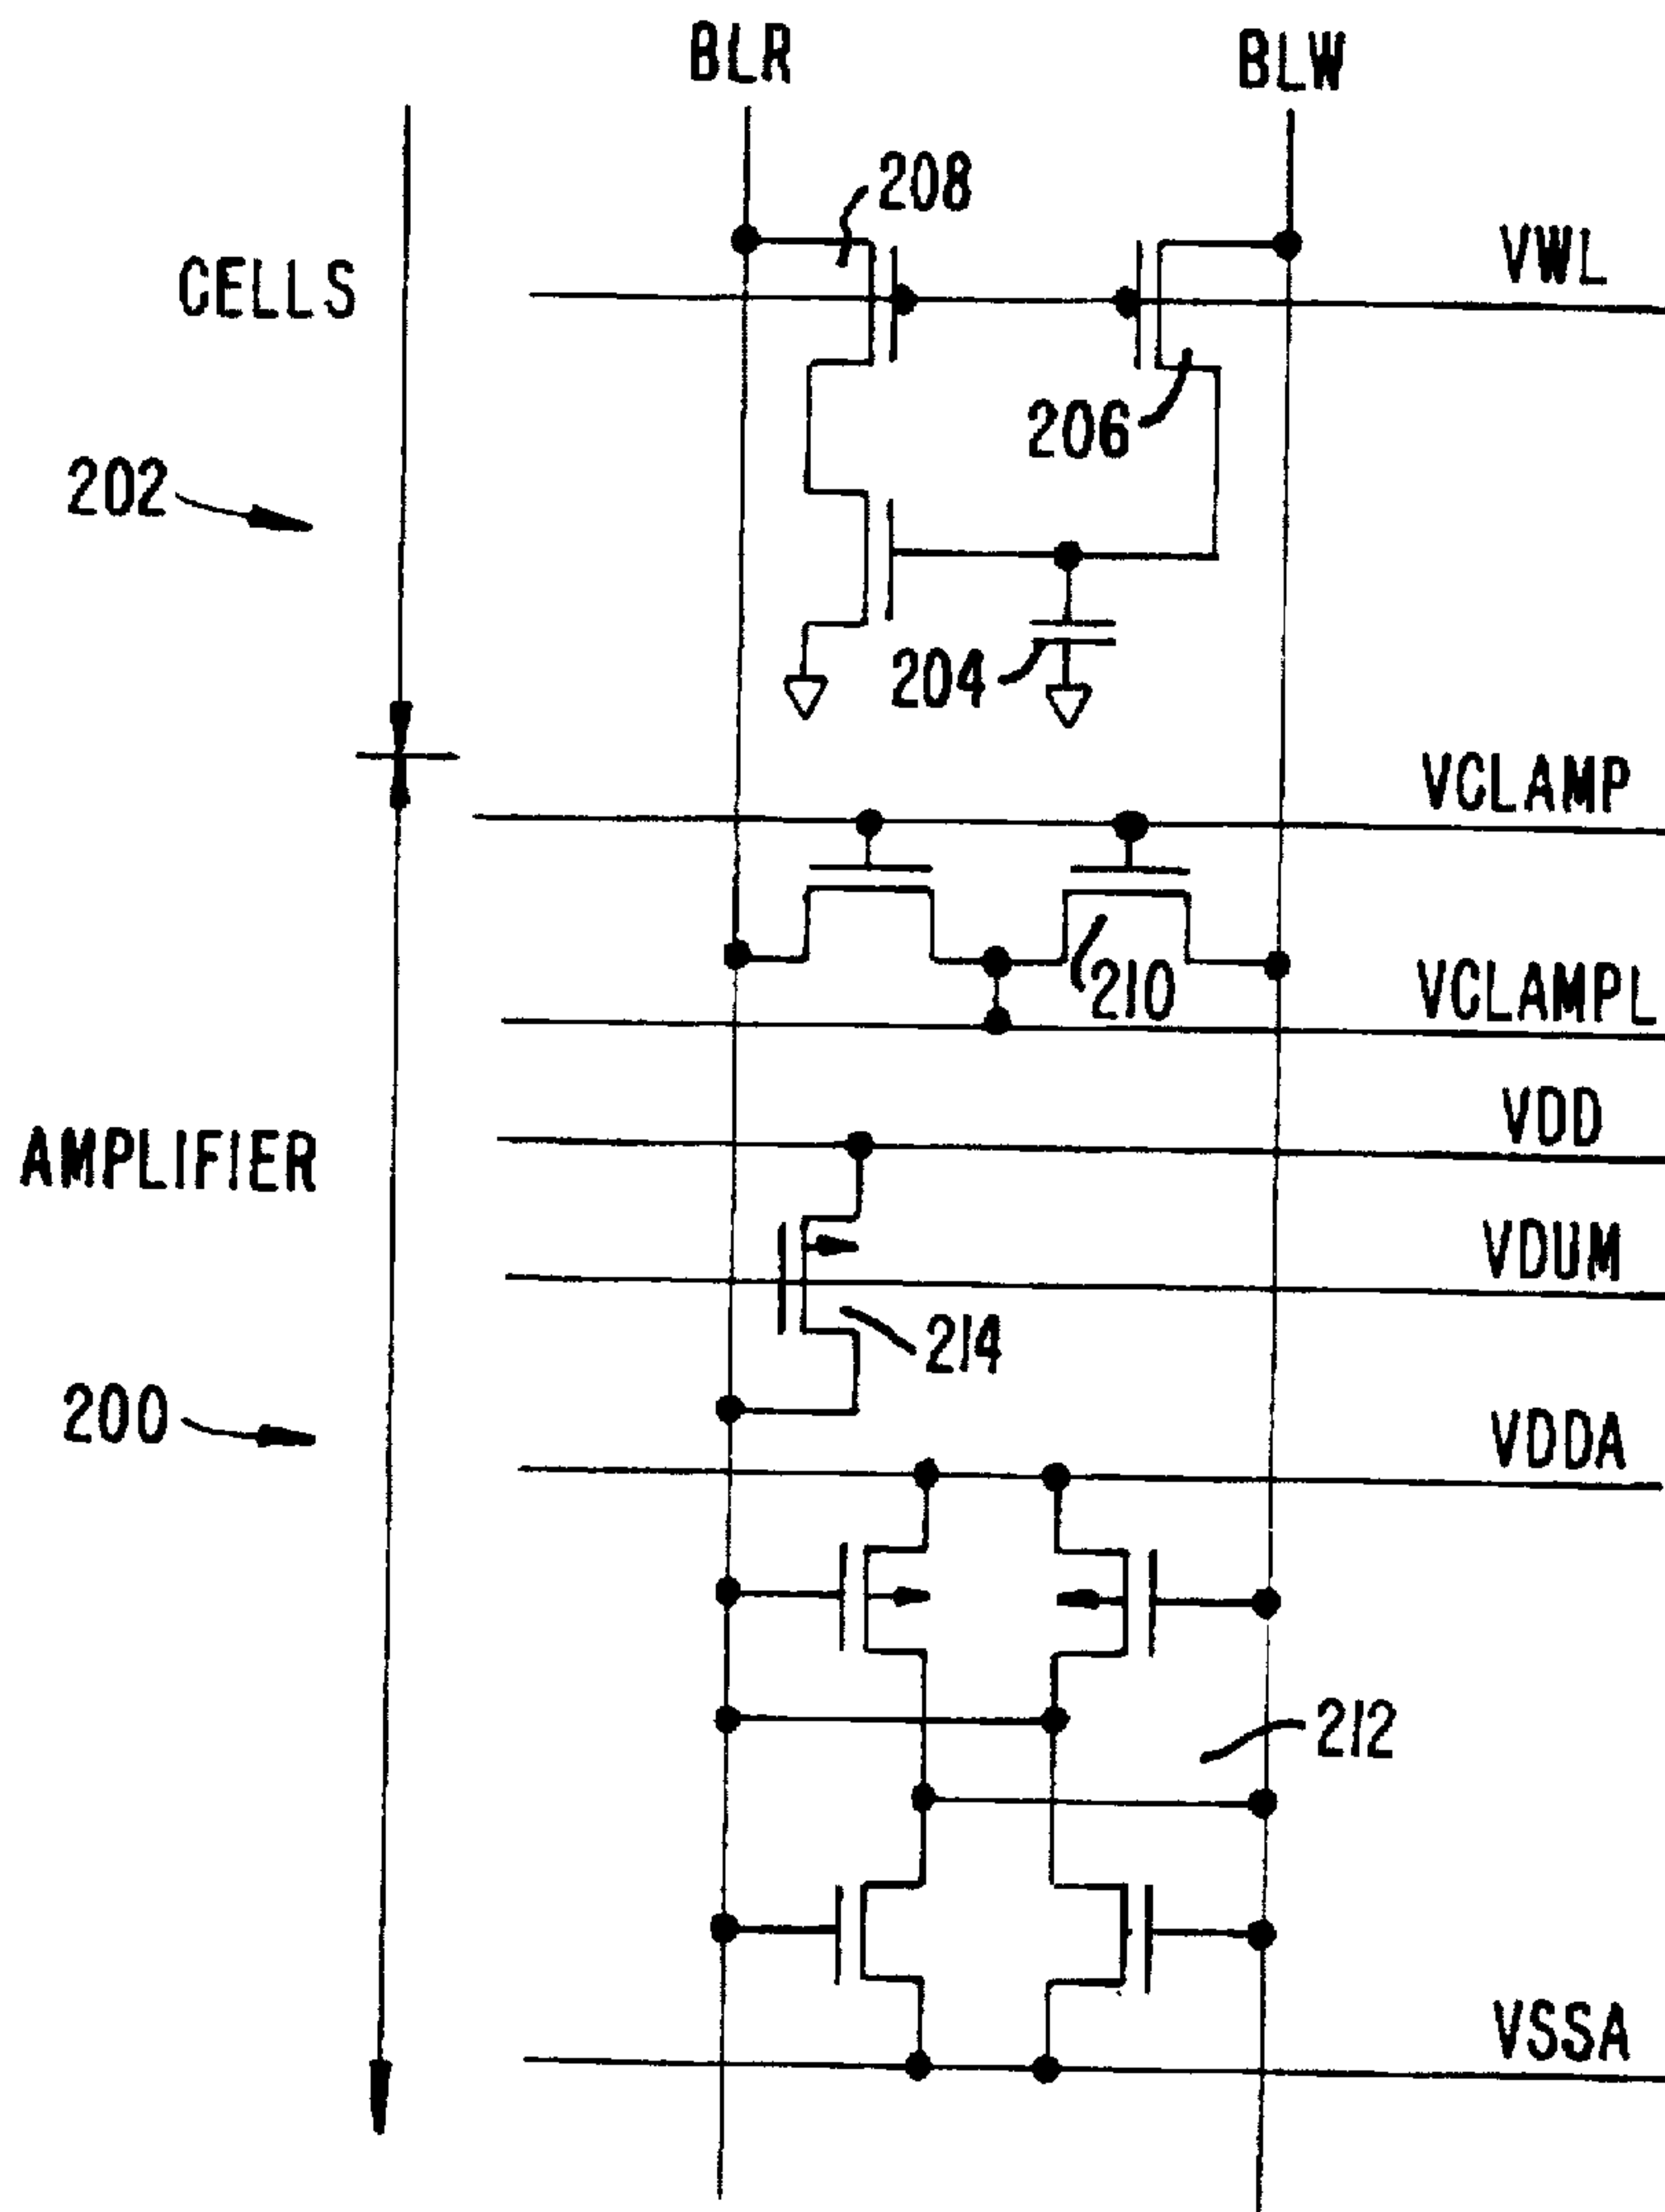 BLR
BLW
208
VWL
CELLS
206
202
204
VCLAMP
210
VCLAMPL
VDD
AMPLIFIER
VDUM
214
200
VDDA
212
VSSA